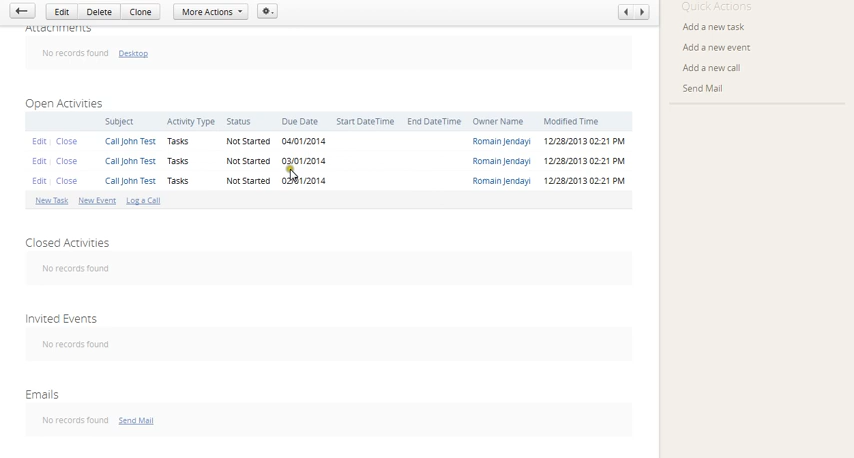 Edit Delete Clone More Actions
Attachments
No records found Desktop
Open Activities
Subject Activity Type Status Due Date Start DateTime End DateTime Owner Name Modified Time
Edit | Close Call John Test Tasks Not Started 04/01/2014 Romain Jendayi 12/28/2013 02:21 PM
Edit | Close Call John Test Tasks Not Started 03/01/2014 Romain Jendayi 12/28/2013 02:21 PM
Edit | Close Call John Test Tasks Not Started 02/01/2014 Romain Jendayi 12/28/2013 02:21 PM
New Task New Event Log a Call
Closed Activities
No records found
Invited Events
No records found
Emails
No records found Send Mail
Quick Actions
Add a new task
Add a new event
Add a new call
Send Mail